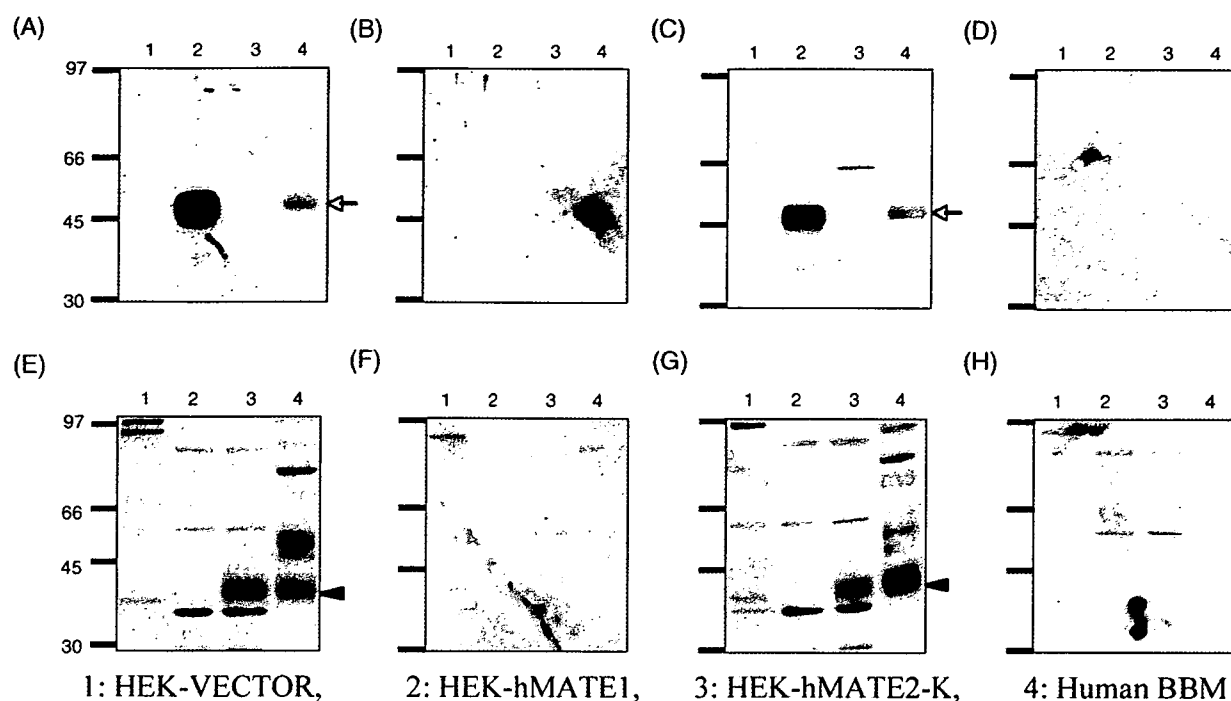 (A) (B) (C) (D)
1 2 3 4 1 2 3 4 1 2 3 4 1 2 3 4
97
66
45
30
(E) (F) (G) (H)
1 2 3 4 1 2 3 4 1 2 3 4 1 2 3 4
97
66
45
30
1: HEK-VECTOR, 2: HEK-hMATE1, 3: HEK-hMATE2-K, 4: Human BBM